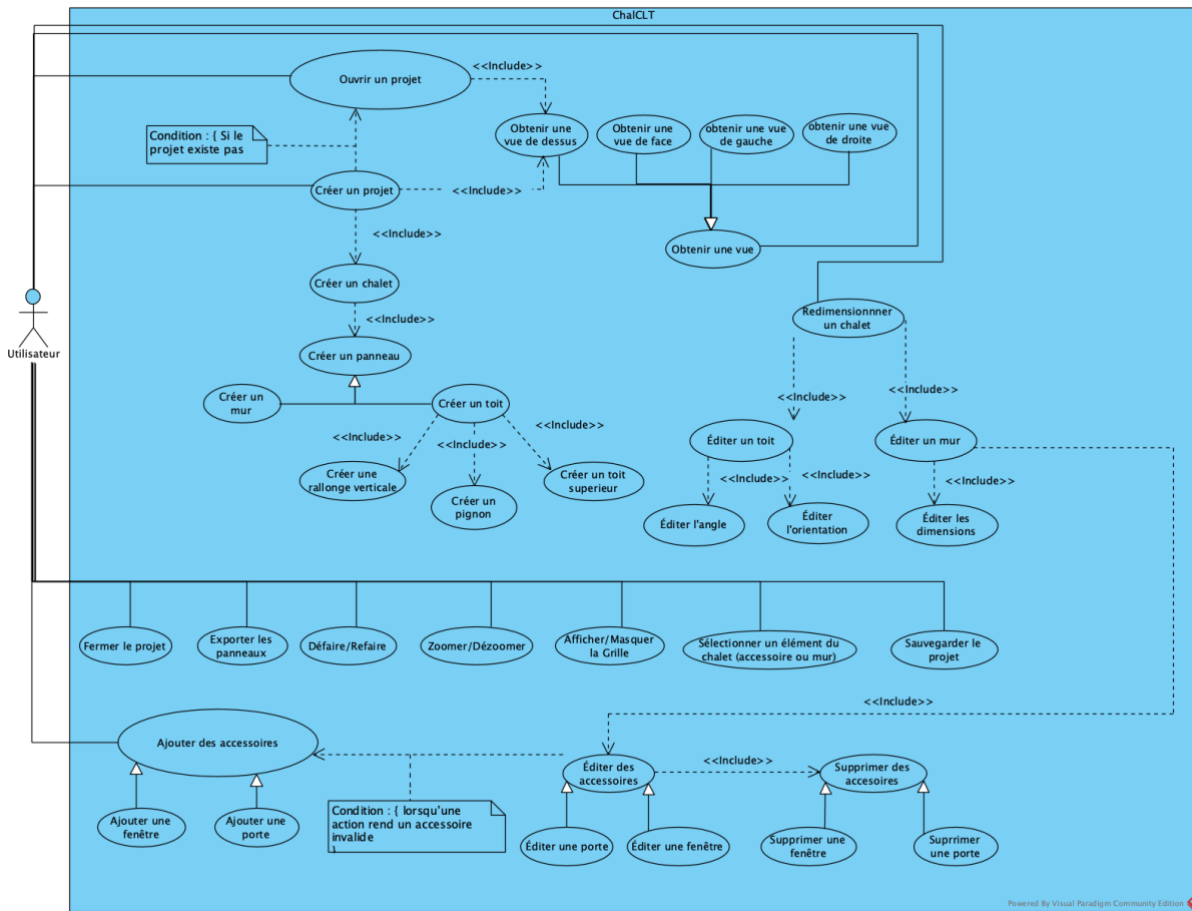 ChalCLT
Ouvrir un projet
<<Include>>
Condition : { Si le
projet existe pas
Obtenir une
vue de dessus
Obtenir une
vue de face
obtenir une vue
de gauche
obtenir une vue
de droite
Créer un projet
<<Include>>
<<Include>>
Obtenir une vue
Créer un chalet
<<Include>>
Redimensionnner
un chalet
Utilisateur
Créer un panneau
Créer un
mur
Créer un toit
<<Include>>
<<Include>>
<<Include>>
<<Include>>
<<Include>>
Créer une
rallonge verticale
Créer un
pignon
Créer un toit
superieur
Éditer un toit
Éditer un mur
<<Include>>
<<Include>>
<<Include>>
Éditer l'angle
Éditer
l'orientation
Éditer les
dimensions
Fermer le projet
Exporter les
panneaux
Défaire/Refaire
Zoomer/Dézoomer
Afficher/Masquer
la Grille
Sélectionner un élément du
chalet (accessoire ou mur)
Sauvegarder le
projet
<<Include>>
Ajouter des accessoires
Éditer des
accessoires
<<Include>>
Supprimer des
accesoires
Ajouter une
fenêtre
Ajouter une
porte
Condition : { lorsqu'une
action rend un accessoire
invalide
}
Éditer une porte
Éditer une fenêtre
Supprimer une
fenêtre
Supprimer
une porte
Powered By Visual Paradigm Community Edition